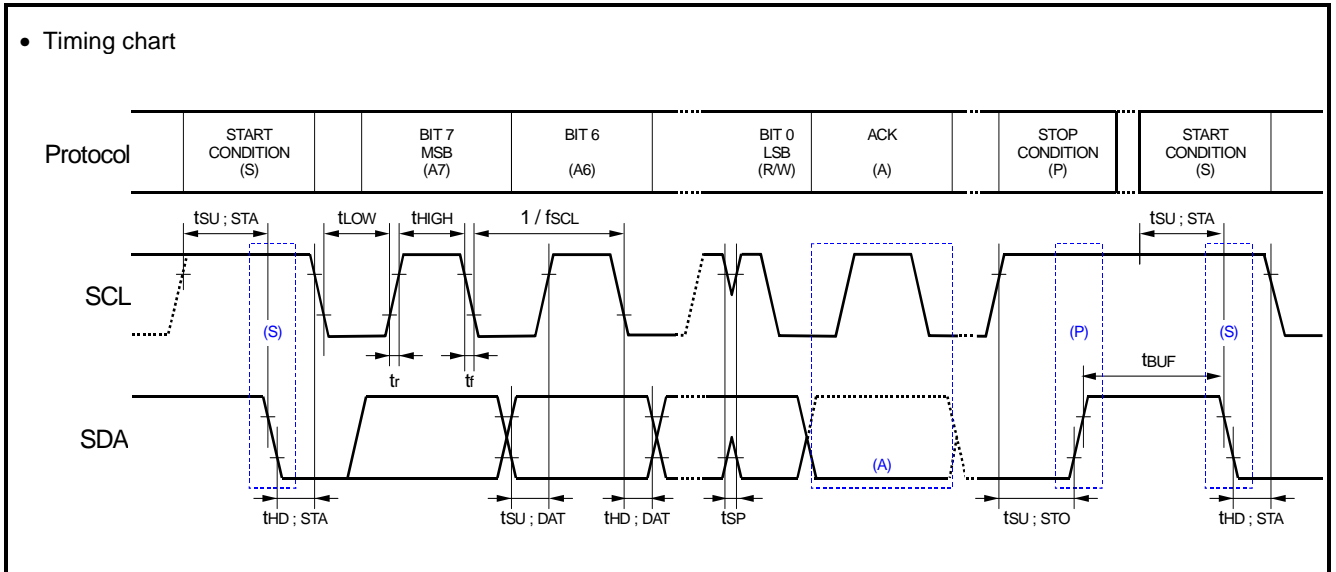 • Timing chart
Protocol
START
CONDITION
(S)
BIT 7
MSB
(A7)
BIT 6
(A6)
BIT 0
LSB
(R/W)
ACK
(A)
STOP
CONDITION
(P)
START
CONDITION
(S)
tSU ; STA
tLOW
tHIGH
1 / fSCL
tSU ; STA
SCL
(S)
(P)
(S)
tr
tf
tBUF
SDA
(A)
tHD ; STA
tSU ; DAT
tHD ; DAT
tSP
tSU ; STO
tHD ; STA